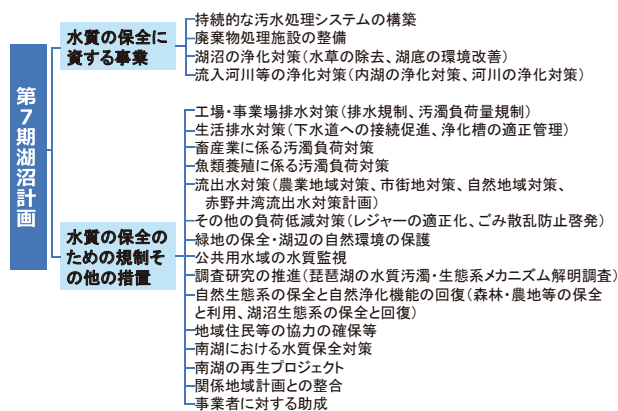 第7期湖沼計画
水質の保全に
資する事業
持続的な汚水処理システムの構築
廃棄物処理施設の整備
湖沼の浄化対策（水草の除去、湖底の環境改善）
流入河川等の浄化対策（内湖の浄化対策、河川の浄化対策）
水質の保全の
ための規制そ
の他の措置
工場・事業場排水対策（排水規制、汚濁負荷量規制）
生活排水対策（下水道への接続促進、浄化槽の適正管理）
畜産業に係る汚濁負荷対策
魚類養殖に係る汚濁負荷対策
流出水対策（農業地域対策、市街地対策、自然地域対策、
赤野井湾流出水対策計画）
その他の負荷低減対策（レジャーの適正化、ごみ散乱防止啓発）
緑地の保全・湖辺の自然環境の保護
公共用水域の水質監視
調査研究の推進（琵琶湖の水質汚濁・生態系メカニズム解明調査）
自然生態系の保全と自然浄化機能の回復（森林・農地等の保全
と利用、湖沼生態系の保全と回復）
地域住民等の協力の確保等
南湖における水質保全対策
南湖の再生プロジェクト
関係地域計画との整合
事業者に対する助成